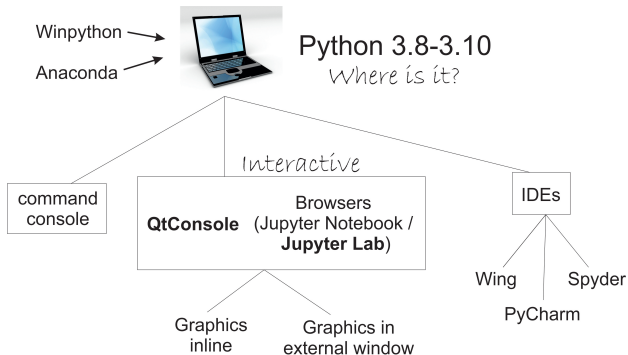 Winpython
Anaconda
Python 3.8-3.10
Where is it?
Interactive
command
console
QtConsole
Browsers
(Jupyter Notebook /
Jupyter Lab)
IDEs
Wing
PyCharm
Spyder
Graphics
inline
Graphics in
external window